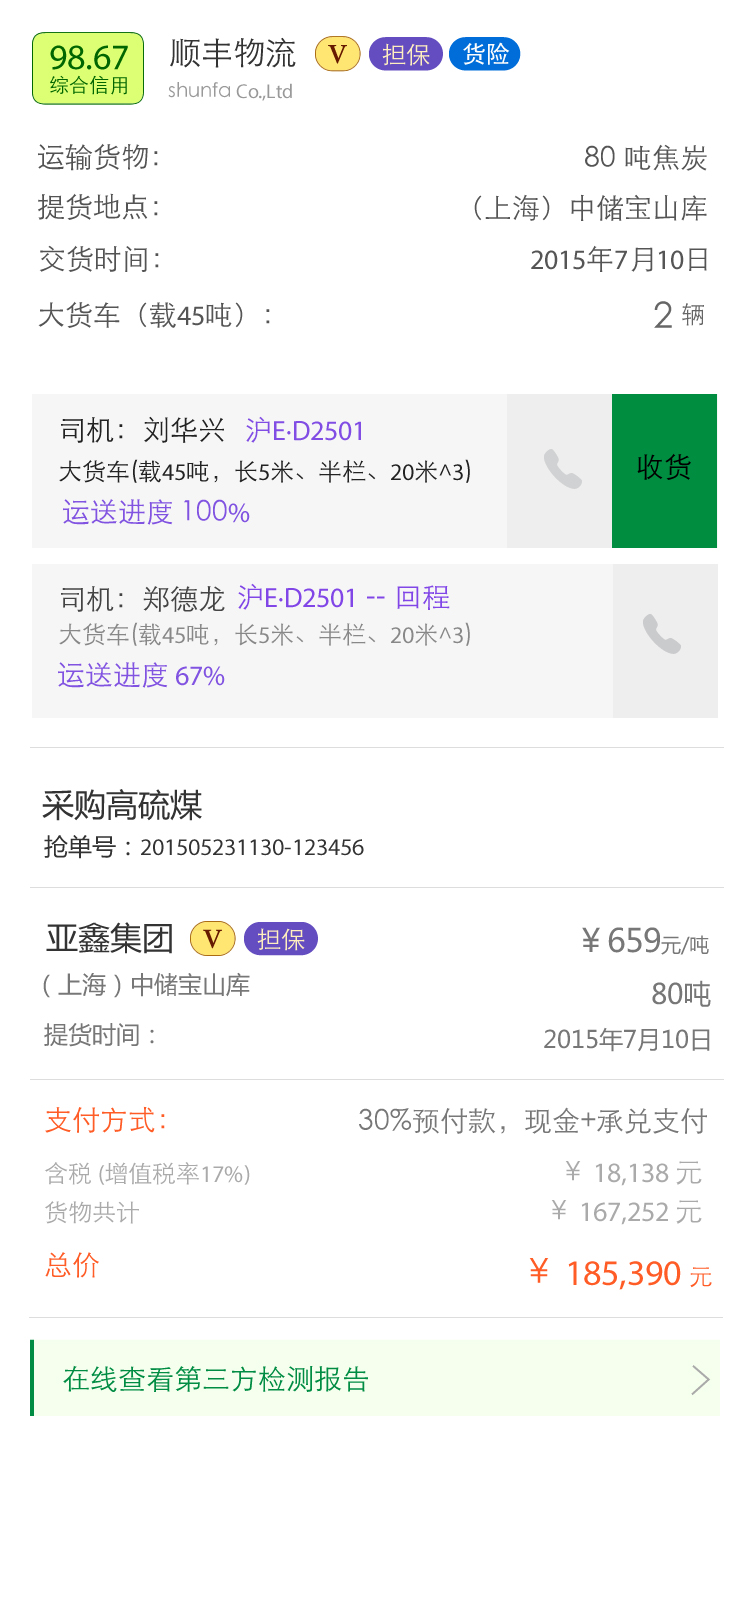 98.67
综合信用
顺丰物流 V 担保 货险
shunfa Co.,Ltd
运输货物： 80 吨焦炭
提货地点： （上海）中储宝山库
交货时间： 2015年7月10日
大货车（载45吨）： 2 辆
司机： 刘华兴 沪E·D2501
大货车(载45吨，长5米、半栏、20米^3)
运送进度 100%
收货
司机： 郑德龙 沪E·D2501 -- 回程
大货车(载45吨，长5米、半栏、20米^3)
运送进度 67%
采购高硫煤
抢单号：201505231130-123456
亚鑫集团 V 担保 ¥ 659元/吨
（上海）中储宝山库 80吨
提货时间： 2015年7月10日
支付方式： 30%预付款，现金+承兑支付
含税 (增值税率17%) ¥ 18,138 元
货物共计 ¥ 167,252 元
总价 ¥ 185,390 元
在线查看第三方检测报告